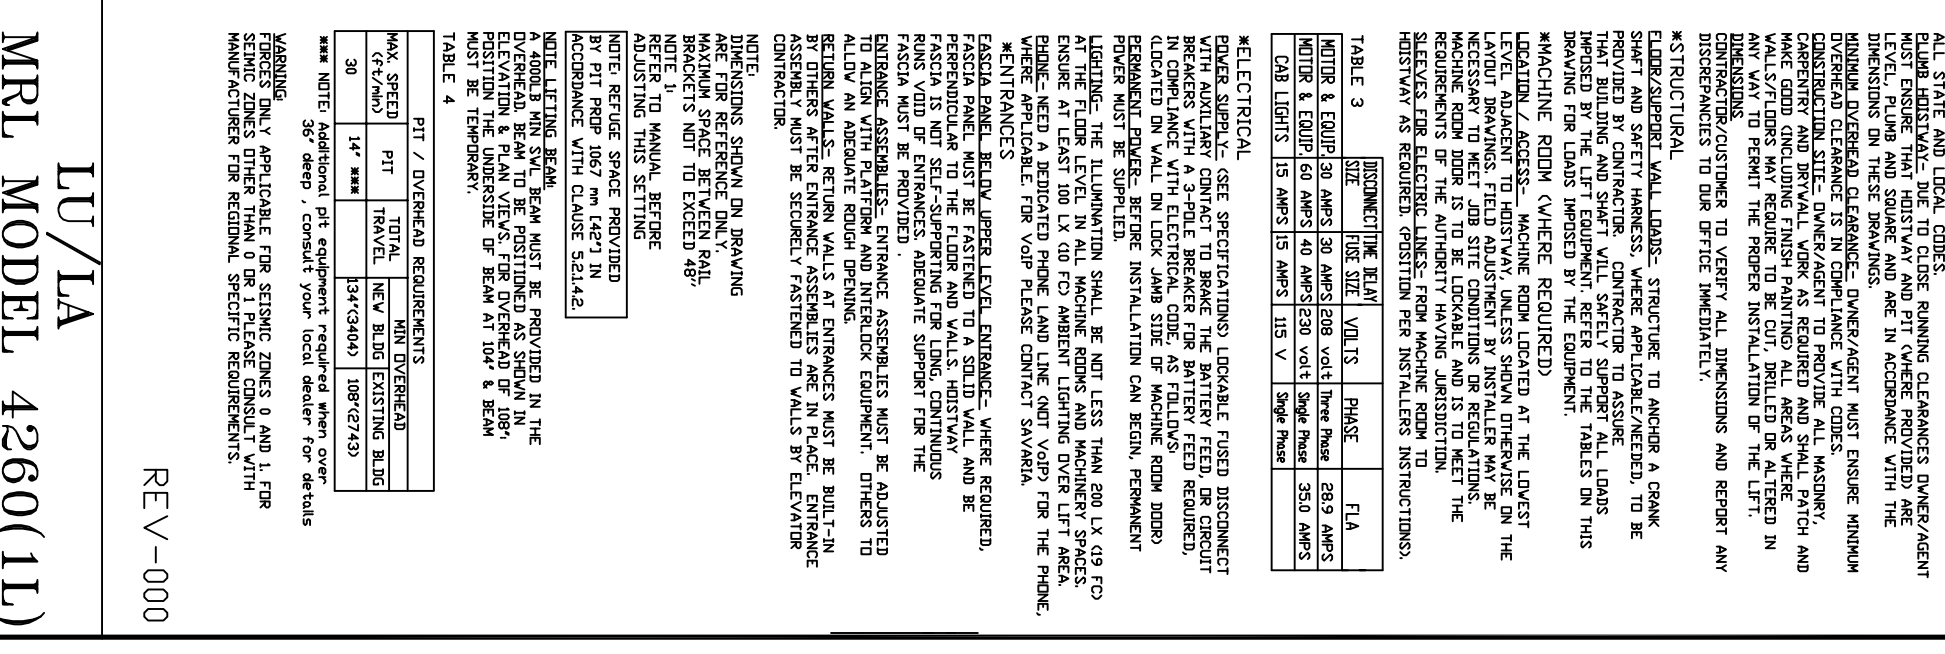 ALL STATE AND LOCAL CODES.
PLUMB HOISTWAY- DUE TO CLOSE RUNNING CLEARANCES OWNER/AGENT
MUST ENSURE THAT HOISTWAY AND PIT (WHERE PROVIDED) ARE
LEVEL, PLUMB AND SQUARE AND ARE IN ACCORDANCE WITH THE
DIMENSIONS ON THESE DRAWINGS.
MINIMUM OVERHEAD CLEARANCE- OWNER/AGENT MUST ENSURE MINIMUM
OVERHEAD CLEARANCE IS IN COMPLIANCE WITH CODES.
CONSTRUCTION SITE- OWNER/AGENT TO PROVIDE ALL MASONRY,
CARPENTRY AND DRYWALL WORK AS REQUIRED AND SHALL PATCH AND
MAKE GOOD (INCLUDING FINISH PAINTING) ALL AREAS WHERE
WALLS/FLOORS MAY REQUIRE TO BE CUT, DRILLED OR ALTERED IN
ANY WAY TO PERMIT THE PROPER INSTALLATION OF THE LIFT.
DIMENSIONS
CONTRACTOR/CUSTOMER TO VERIFY ALL DIMENSIONS AND REPORT ANY
DISCREPANCIES TO OUR OFFICE IMMEDIATELY.
*STRUCTURAL
FLOOR/SUPPORT WALL LOADS- STRUCTURE TO ANCHOR A CRANK
SHAFT AND SAFETY HARNESS, WHERE APPLICABLE/NEEDED, TO BE
PROVIDED BY CONTRACTOR. CONTRACTOR TO ASSURE
THAT BUILDING AND SHAFT WILL SAFELY SUPPORT ALL LOADS
IMPOSED BY THE LIFT EQUIPMENT. REFER TO THE TABLES ON THIS
DRAWING FOR LOADS IMPOSED BY THE EQUIPMENT.
*MACHINE ROOM (WHERE REQUIRED)
LOCATION / ACCESS- MACHINE ROOM LOCATED AT THE LOWEST
LEVEL ADJACENT TO HOISTWAY, UNLESS SHOWN OTHERWISE ON THE
LAYOUT DRAWINGS. FIELD ADJUSTMENT BY INSTALLER MAY BE
NECESSARY TO MEET JOB SITE CONDITIONS OR REGULATIONS.
MACHINE ROOM DOOR IS TO BE LOCKABLE AND IS TO MEET THE
REQUIREMENTS OF THE AUTHORITY HAVING JURISDICTION.
SLEEVES FOR ELECTRIC LINES- FROM MACHINE ROOM TO
HOISTWAY AS REQUIRED. (POSITION PER INSTALLERS INSTRUCTIONS).
DISCONNECT SIZE TIME DELAY FUSE SIZE VOLTS PHASE FLA
MOTOR & EQUIP. 30 AMPS 30 AMPS 208 volt Three Phase 28.9 AMPS
MOTOR & EQUIP. 60 AMPS 40 AMPS 230 volt Single Phase 35.0 AMPS
CAB LIGHTS 15 AMPS 15 AMPS 115 V Single Phase
TABLE 3
*ELECTRICAL
POWER SUPPLY- (SEE SPECIFICATIONS) LOCKABLE FUSED DISCONNECT
WITH AUXILIARY CONTACT TO BRAKE THE BATTERY FEED, OR CIRCUIT
BREAKERS WITH A 3-POLE BREAKER FOR BATTERY FEED REQUIRED,
IN COMPLIANCE WITH ELECTRICAL CODE, AS FOLLOWS:
(LOCATED ON WALL ON LOCK JAMB SIDE OF MACHINE ROOM DOOR)
PERMANENT POWER- BEFORE INSTALLATION CAN BEGIN, PERMANENT
POWER MUST BE SUPPLIED.
LIGHTING- THE ILLUMINATION SHALL BE NOT LESS THAN 200 LX (19 FC)
AT THE FLOOR LEVEL IN ALL MACHINE ROOMS AND MACHINERY SPACES.
ENSURE AT LEAST 100 LX (10 FC) AMBIENT LIGHTING OVER LIFT AREA.
PHONE- NEED A DEDICATED PHONE LAND LINE (NOT VoIP) FOR THE PHONE,
WHERE APPLICABLE. FOR VoIP PLEASE CONTACT SAVARIA.
*ENTRANCES
FASCIA PANEL BELOW UPPER LEVEL ENTRANCE- WHERE REQUIRED,
FASCIA PANEL MUST BE FASTENED TO A SOLID WALL AND BE
PERPENDICULAR TO THE FLOOR AND WALLS. HOISTWAY
FASCIA IS NOT SELF-SUPPORTING FOR LONG, CONTINUOUS
RUNS VOID OF ENTRANCES. ADEQUATE SUPPORT FOR THE
FASCIA MUST BE PROVIDED .
ENTRANCE ASSEMBLIES- ENTRANCE ASSEMBLIES MUST BE ADJUSTED
TO ALIGN WITH PLATFORM AND INTERLOCK EQUIPMENT. OTHERS TO
ALLOW AN ADEQUATE ROUGH OPENING.
RETURN WALLS- RETURN WALLS AT ENTRANCES MUST BE BUILT-IN
BY OTHERS AFTER ENTRANCE ASSEMBLIES ARE IN PLACE. ENTRANCE
ASSEMBLY MUST BE SECURELY FASTENED TO WALLS BY ELEVATOR
CONTRACTOR.
NOTE:
DIMENSIONS SHOWN ON DRAWING
ARE FOR REFERENCE ONLY.
MAXIMUM SPACE BETWEEN RAIL
BRACKETS NOT TO EXCEED 48";
NOTE 1:
REFER TO MANUAL BEFORE
ADJUSTING THIS SETTING
NOTE: REFUGE SPACE PROVIDED
BY PIT PROP 1067 mm [42"] IN
ACCORDANCE WITH CLAUSE 5.2.1.4.2.
NOTE LIFTING BEAM:
A 4000LB MIN SWL BEAM MUST BE PROVIDED IN THE
OVERHEAD. BEAM TO BE POSITIONED AS SHOWN IN
ELEVATION & PLAN VIEWS. FOR OVERHEAD OF 108";
POSITION THE UNDERSIDE OF BEAM AT 104" & BEAM
MUST BE TEMPORARY.
TABLE 4
PIT / OVERHEAD REQUIREMENTS
MAX. SPEED (ft/min) PIT TOTAL TRAVEL MIN OVERHEAD
NEW BLDG EXISTING BLDG
30 14" *** 134"(3404) 108"(2743)
*** NOTE: Additional pit equipment required when over
36" deep , consult your local dealer for details
WARNING:
FORCES ONLY APPLICABLE FOR SEISMIC ZONES 0 AND 1. FOR
SEIMIC ZONES OTHER THAN 0 OR 1 PLEASE CONSULT WITH
MANUFACTURER FOR REGIONAL SPECIFIC REQUIREMENTS.
REV-000
LU/LA
MRL MODEL 4260(1L)